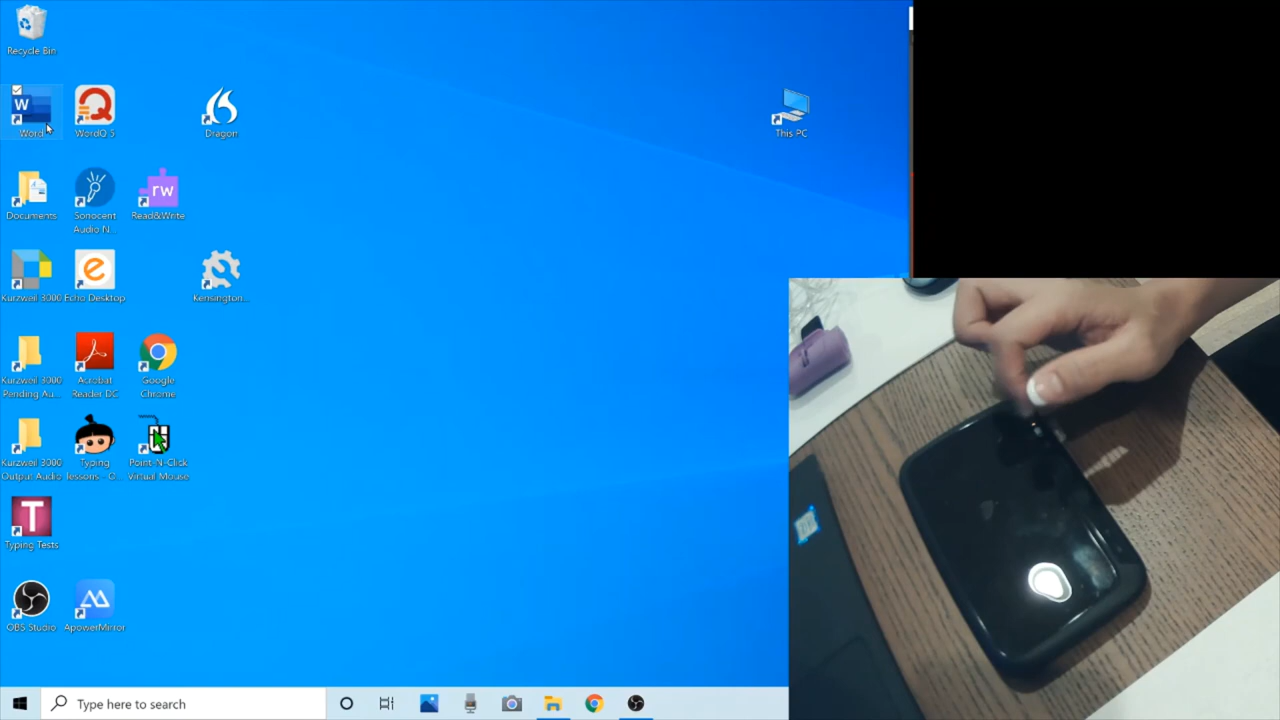 Recycle Bin
W
Word
WordQ 5
Dragon
This PC
Documents
Sonocent
Audio N...
rw
Read&Write
Kurzweil 3000
Echo Desktop
Kensington...
Kurzweil 3000
Pending Au...
Acrobat
Reader DC
Google
Chrome
Kurzweil 3000
Output Audio
Typing
lessons - O...
Point-N-Click
Virtual Mouse
T
Typing Tests
OBS Studio
ApowerMirror
Type here to search